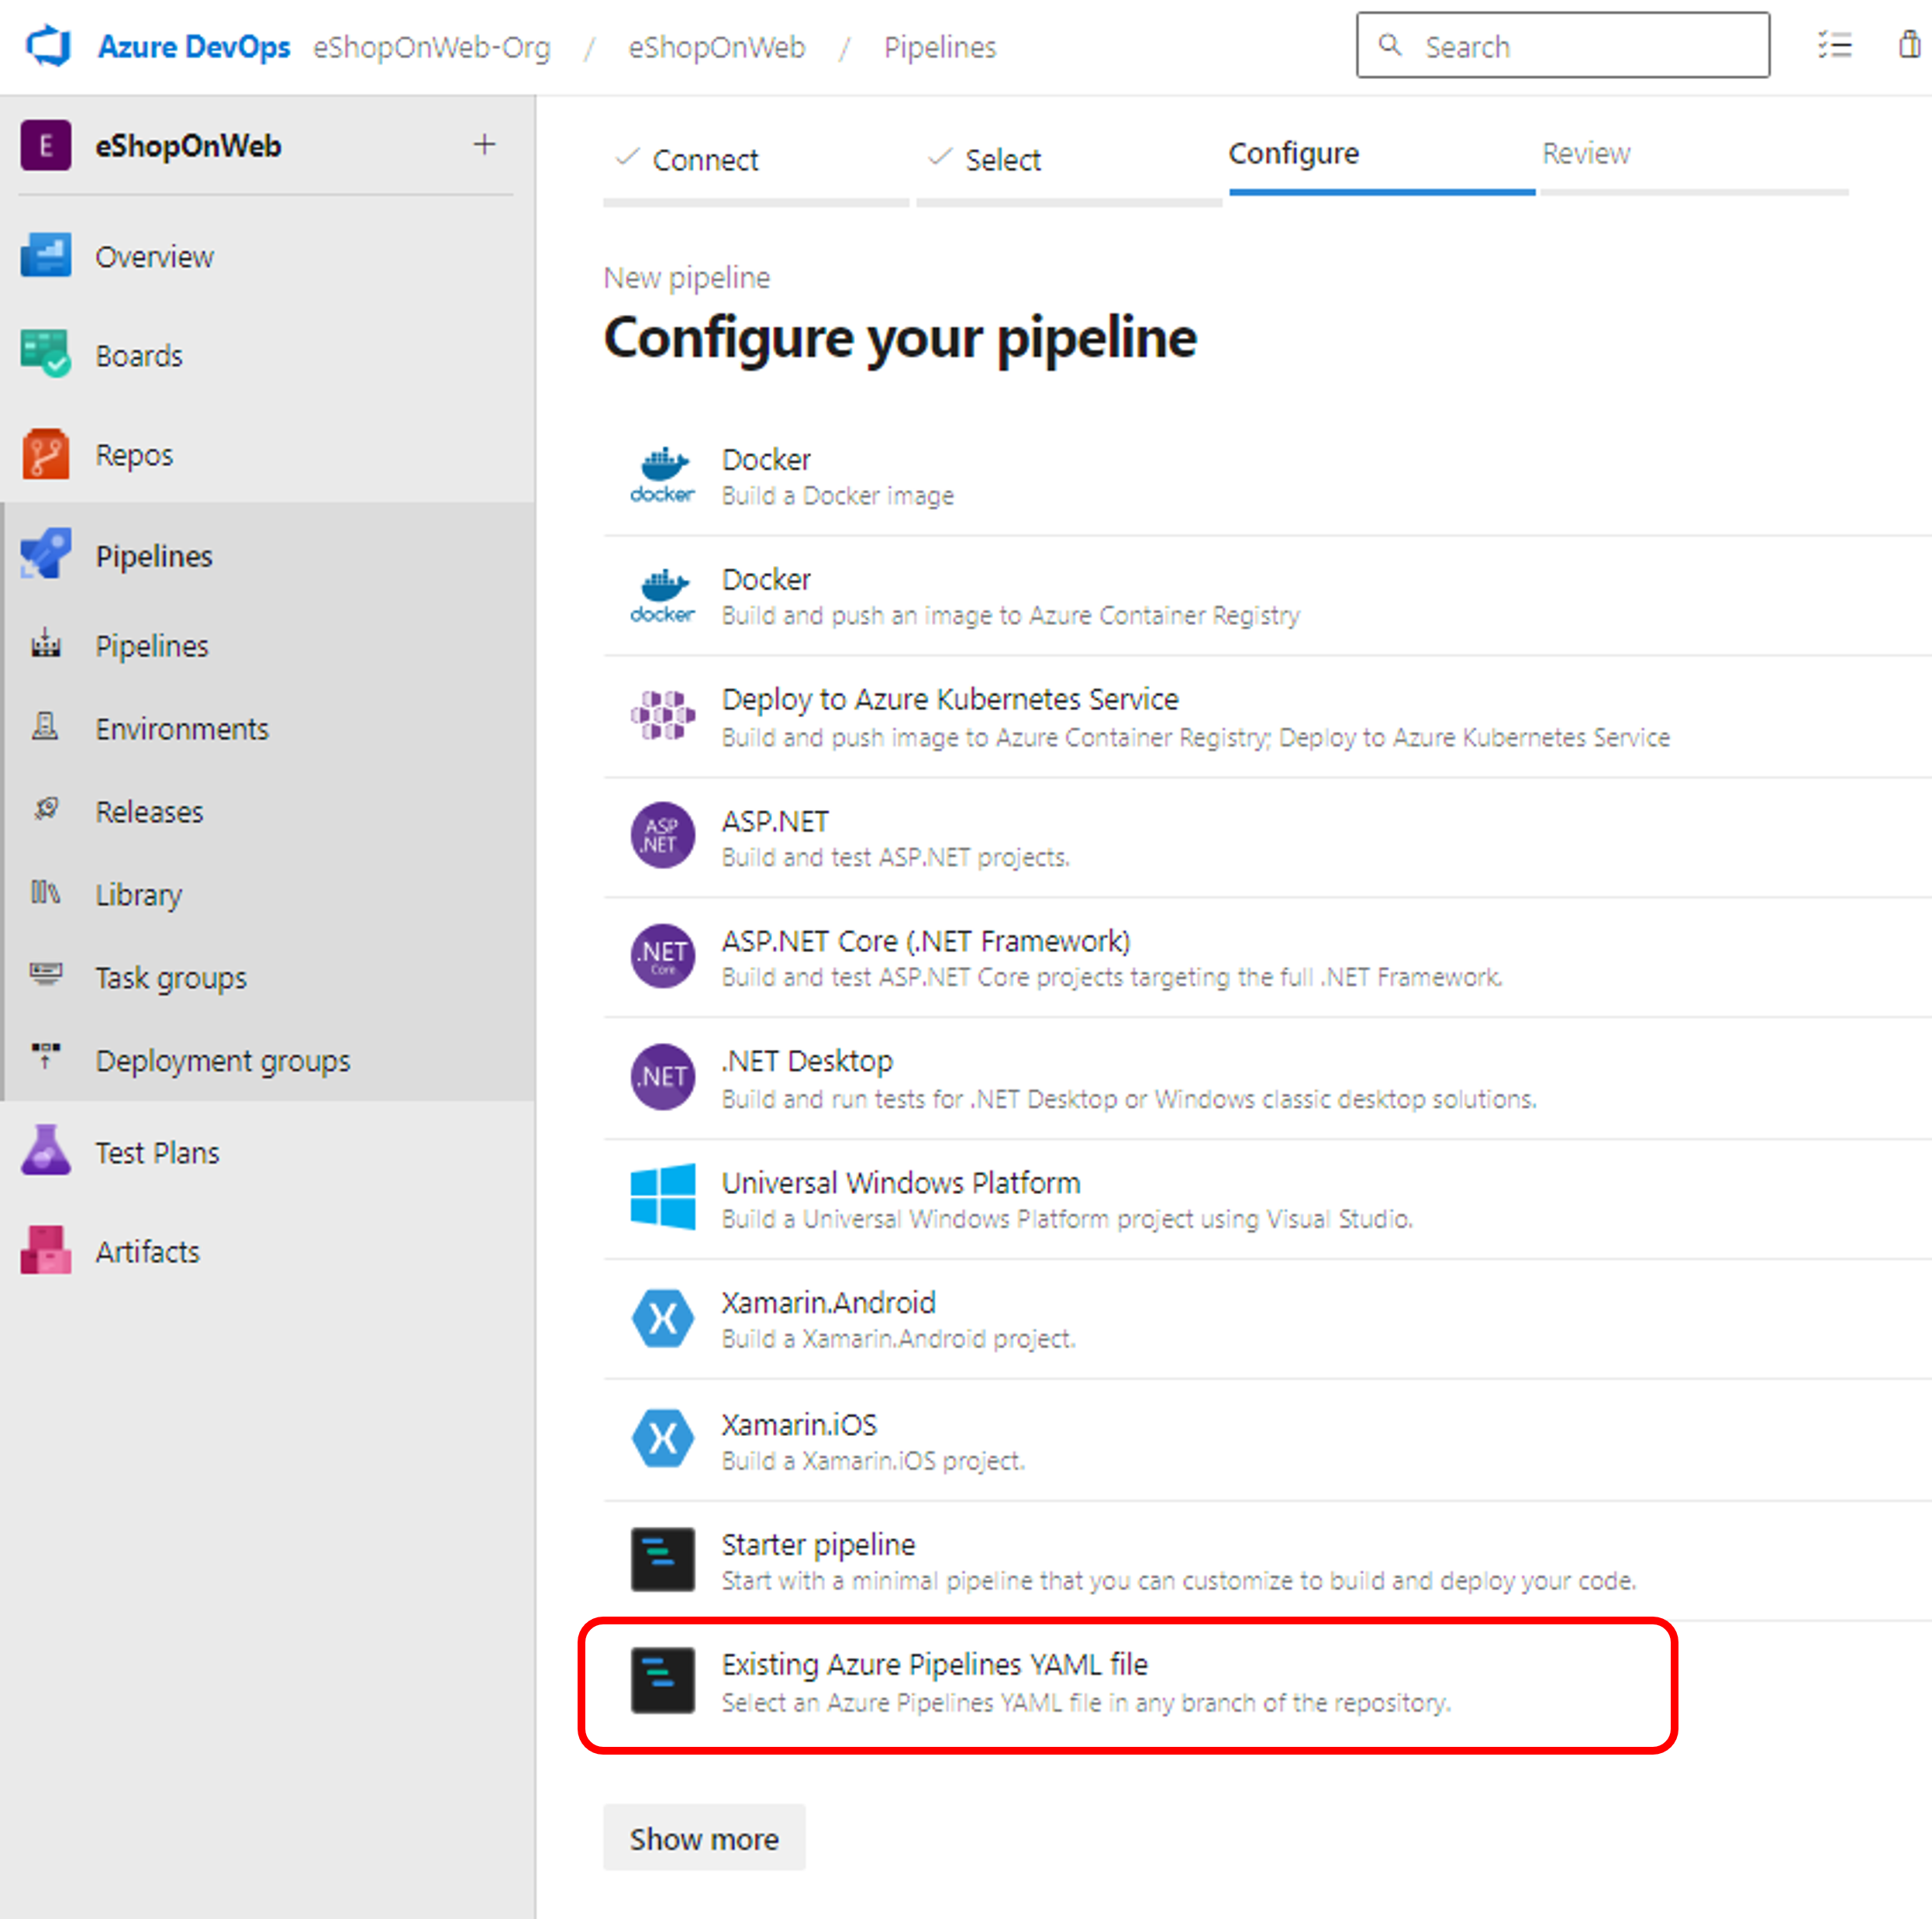 Azure DevOps eShopOnWeb-Org / eShopOnWeb / Pipelines
Search
E eShopOnWeb +
Overview
Boards
Repos
Pipelines
Pipelines
Environments
Releases
Library
Task groups
Deployment groups
Test Plans
Artifacts
Connect Select Configure Review
New pipeline
Configure your pipeline
docker
Docker
Build a Docker image
docker
Docker
Build and push an image to Azure Container Registry
Deploy to Azure Kubernetes Service
Build and push image to Azure Container Registry; Deploy to Azure Kubernetes Service
ASP
.NET
ASP.NET
Build and test ASP.NET projects.
.NET
Core
ASP.NET Core (.NET Framework)
Build and test ASP.NET Core projects targeting the full .NET Framework.
.NET
.NET Desktop
Build and run tests for .NET Desktop or Windows classic desktop solutions.
Universal Windows Platform
Build a Universal Windows Platform project using Visual Studio.
Xamarin.Android
Build a Xamarin.Android project.
Xamarin.iOS
Build a Xamarin.iOS project.
Starter pipeline
Start with a minimal pipeline that you can customize to build and deploy your code.
Existing Azure Pipelines YAML file
Select an Azure Pipelines YAML file in any branch of the repository.
Show more